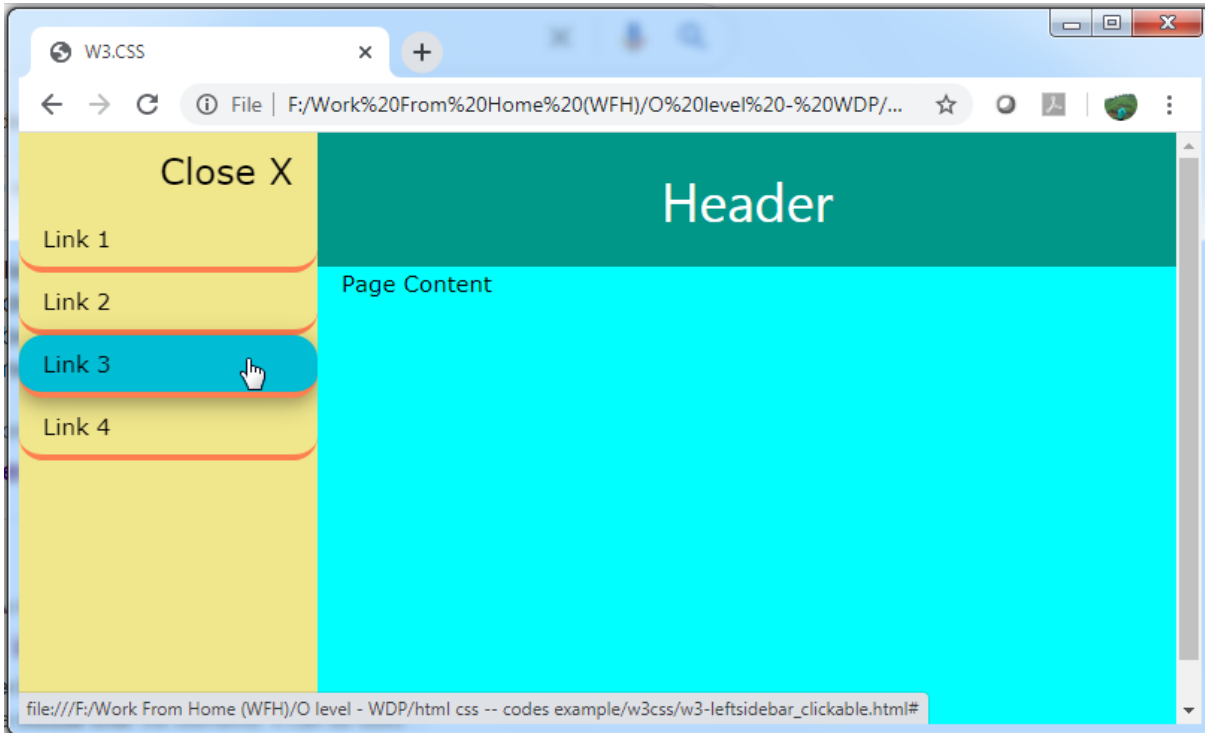 W3.CSS
File | F:/Work%20From%20Home%20(WFH)/O%20level%20-%20WDP/...
Close X
Header
Link 1
Page Content
Link 2
Link 3
Link 4
file:///F:/Work From Home (WFH)/O level - WDP/html css -- codes example/w3css/w3-leftsidebar_clickable.html#